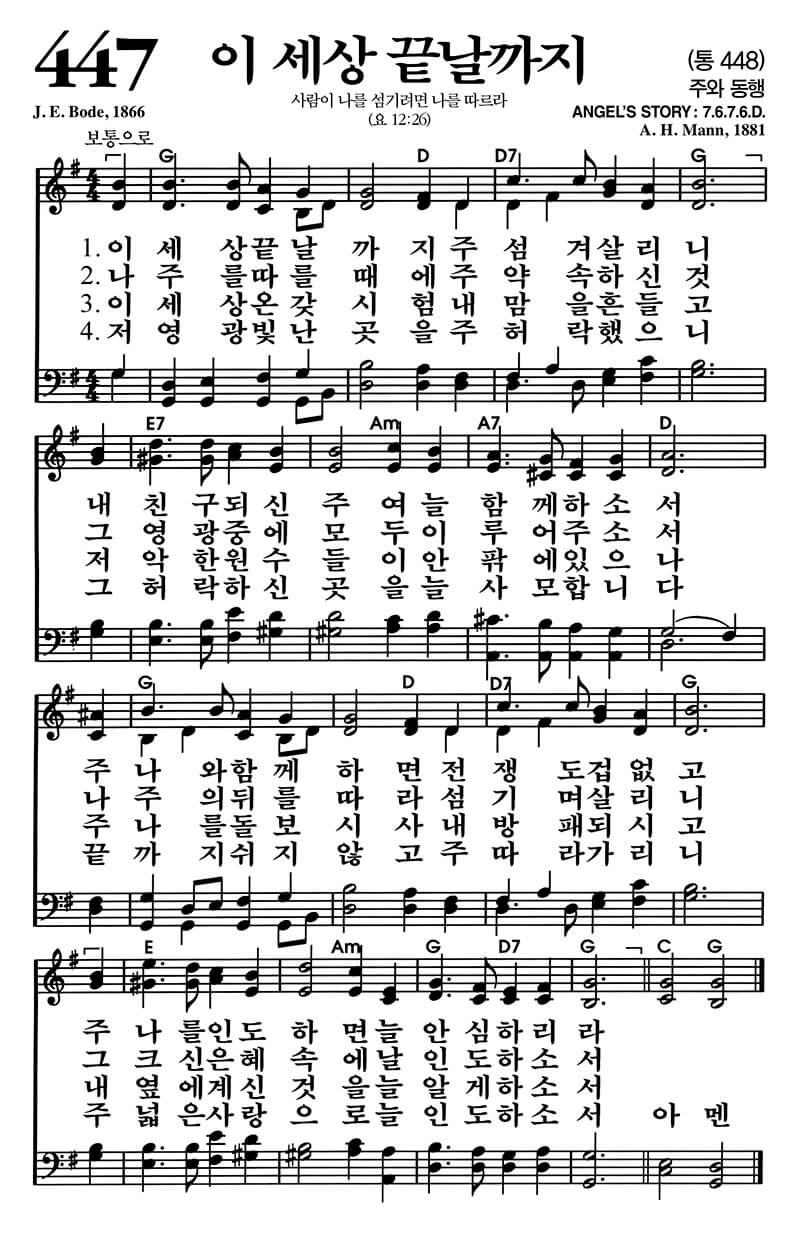 447 이 세상 끝날까지 (통 448)
주와 동행
사람이 나를 섬기려면 나를 따르라
(요 12:26)
J. E. Bode, 1866
ANGEL'S STORY : 7.6.7.6.D.
A. H. Mann, 1881
보통으로
G D D7 G
4 4
1. 이 세 상끝 날 까 지주 섬 겨살 리 니
2. 나 주 를따 를 때 에주 약 속하 신 것
3. 이 세 상온 갖 시 험내 맘 을흔 들 고
4. 저 영 광빛 난 곳 을주 허 락했 으 니
4 4
E7 Am A7 D
내 친 구되 신 주 여늘 함 께하 소 서
그 영 광중 에 모 두이 루 어주 소 서
저 악 한원 수 들 이안 팎 에있 으 나
그 허 락하 신 곳 을늘 사 모합 니 다
G D D7 G
주 나 와함 께 하 면전 쟁 도겁 없 고
나 주 의뒤 를 따 라섬 기 며살 리 니
주 나 를돌 보 시 사내 방 패되 시 고
끝 까 지쉬 지 않 고주 따 라가 리 니
E Am G D7 G C G
주 나 를인 도 하 면늘 안 심하 리 라
그 크 신은 혜 속 에날 인 도하 소 서
내 옆 에계 신 것 을늘 알 게하 소 서
주 넓 은사 랑 으 로늘 인 도하 소 서 아 멘